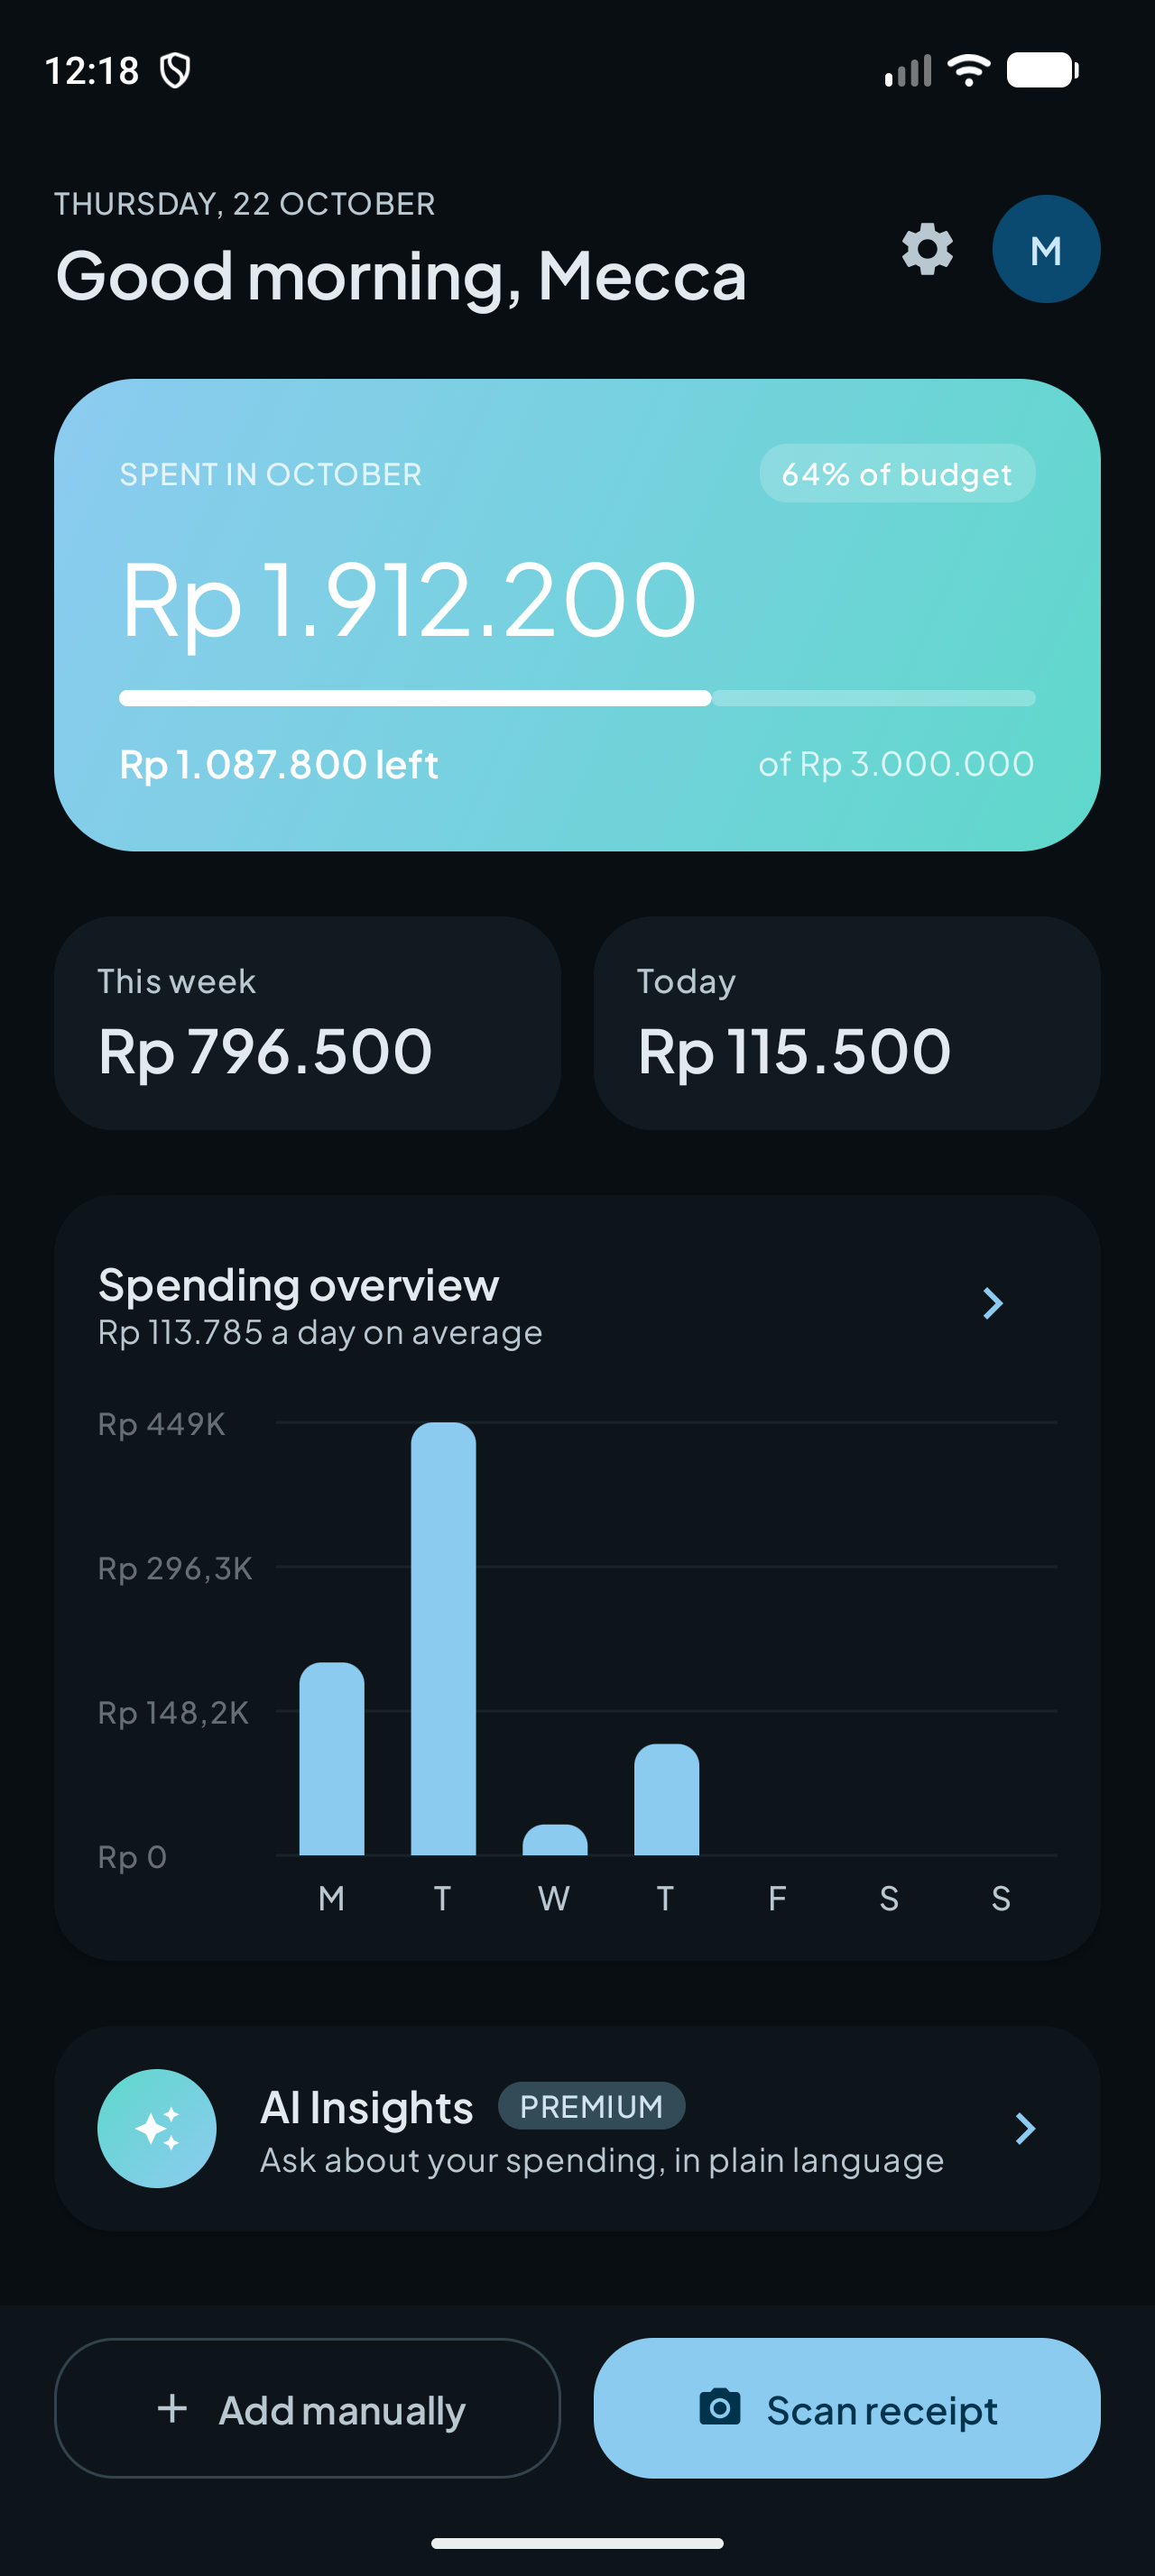 12:18
THURSDAY, 22 OCTOBER
Good morning, Mecca
M
SPENT IN OCTOBER
64% of budget
Rp 1.912.200
Rp 1.087.800 left
of Rp 3.000.000
This week
Rp 796.500
Today
Rp 115.500
Spending overview
Rp 113.785 a day on average
Rp 449K
Rp 296,3K
Rp 148,2K
Rp 0
M T W T F S S
AI Insights PREMIUM
Ask about your spending, in plain language
Add manually
Scan receipt